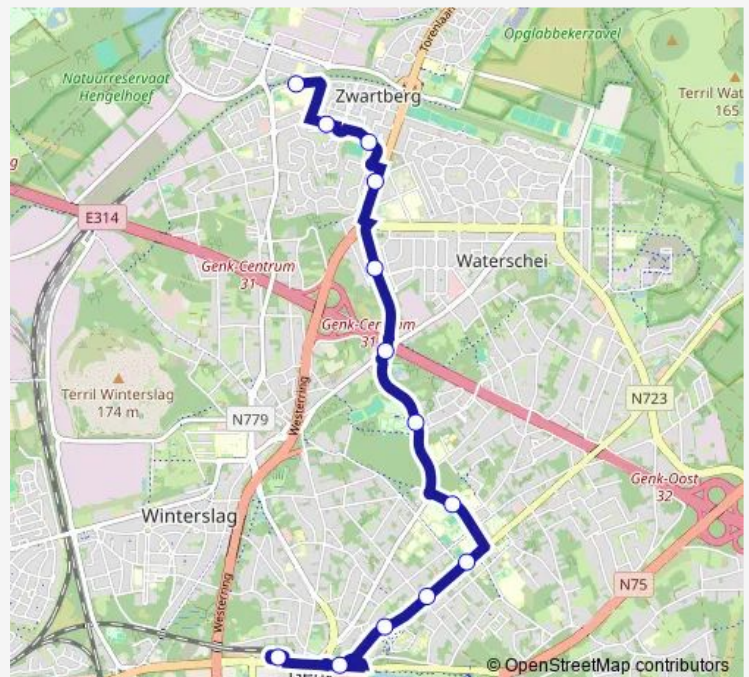 Opglabbekerzavel
Torenlaan
Natuurreservaat
Hengelhoef
Zwartberg
Terril Wat
165
g
E314
Genk-Centrum
31
Waterschei
Genk-Centrum
31
Terril Winterslag
174 m
Westerring
N779
N723
Genk-Oost
32
Winterslag
Westerring
N75
© OpenStreetMap contributors